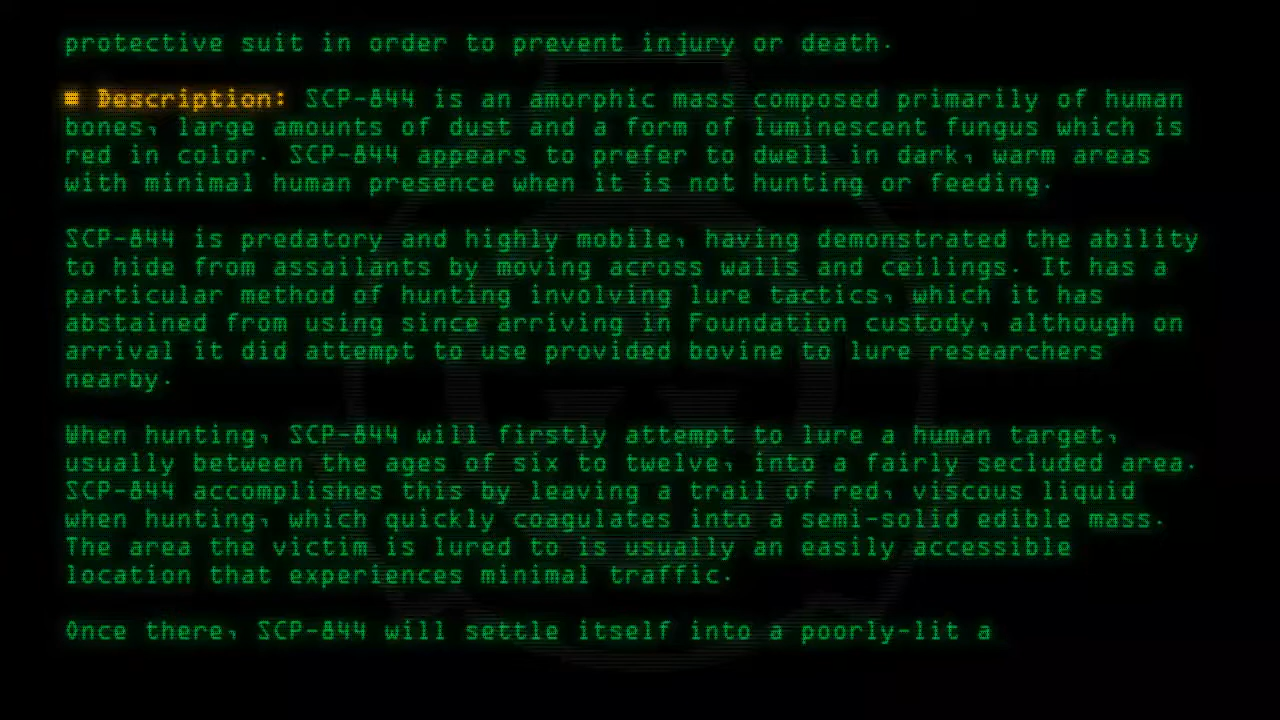 protective suit in order to prevent injury or death.
■ Description: SCP-844 is an amorphic mass composed primarily of human
bones, large amounts of dust and a form of luminescent fungus which is
red in color. SCP-844 appears to prefer to dwell in dark, warm areas
with minimal human presence when it is not hunting or feeding.
SCP-844 is predatory and highly mobile, having demonstrated the ability
to hide from assailants by moving across walls and ceilings. It has a
particular method of hunting involving lure tactics, which it has
abstained from using since arriving in Foundation custody, although on
arrival it did attempt to use provided bovine to lure researchers
nearby.
When hunting, SCP-844 will firstly attempt to lure a human target,
usually between the ages of six to twelve, into a fairly secluded area.
SCP-844 accomplishes this by leaving a trail of red, viscous liquid
when hunting, which quickly coagulates into a semi-solid edible mass.
The area the victim is lured to is usually an easily accessible
location that experiences minimal traffic.
Once there, SCP-844 will settle itself into a poorly-lit a